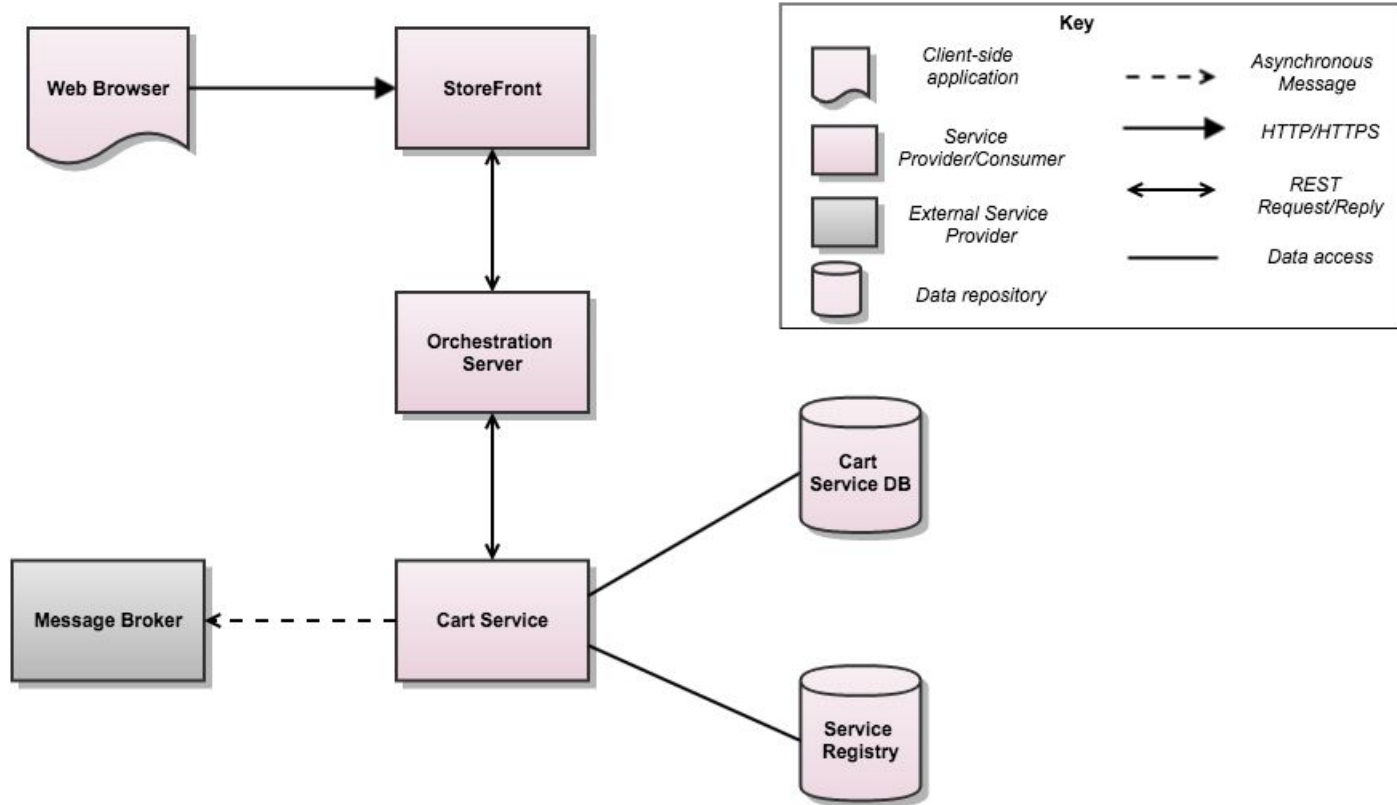 Web Browser
StoreFront
Orchestration
Server
Cart
Service DB
Message Broker
Cart Service
Service
Registry
Key
Client-side
application
Asynchronous
Message
Service
Provider/Consumer
HTTP/HTTPS
External Service
Provider
REST
Request/Reply
Data repository
Data access